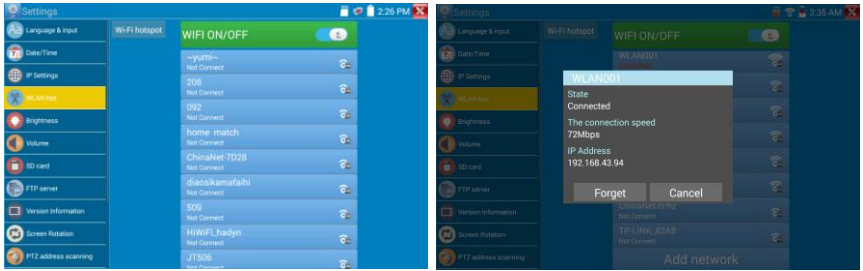 Settings
2:26 PM
Language & input
Date/Time
IP Settings
WLAN Net
Brightness
Volume
SD card
FTP server
Version Information
Screen Rotation
PTZ address scanning
Wi-Fi hotspot
WIFI ON/OFF
~yumi~
Not Connect
208
Not Connect
092
Not Connect
home match
Not Connect
ChinaNet-7D28
Not Connect
diaosikamafaihi
Not Connect
509
Not Connect
HiWiFi_hadyn
Not Connect
JT506
Settings
3:35 AM
Language & input
Date/Time
IP Settings
WLAN Net
Brightness
Volume
SD card
FTP server
Version Information
Screen Rotation
PTZ address scanning
Wi-Fi hotspot
WIFI ON/OFF
WLAN001
WLAN001
State
Connected
The connection speed
72Mbps
IP Address
192.168.43.94
Forget
Cancel
Not Connect
TP-LINK_82A8
Not Connect
Add network